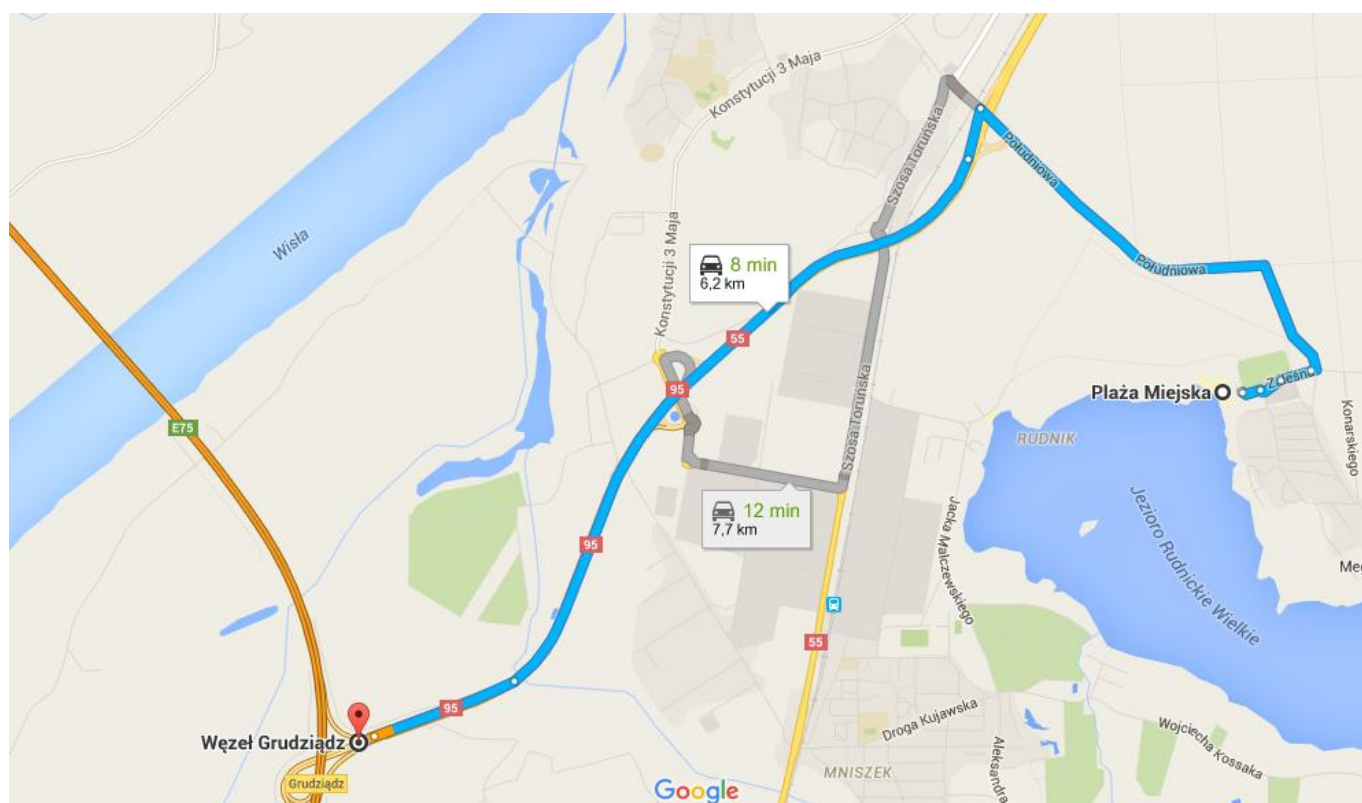 Konstytucji 3 Maja
Szosa Toruńska
Południowa
Wisła
8 min
6,2 km
Południowa
Konstytucji 3 Maja
55
95
Zaleśna
Plaża Miejska
Konarskiego
E75
RUDNIK
Szosa Toruńska
12 min
7,7 km
Jezioro Rudnickie Wielkie
95
Jacka Malczewskiego
55
95
Węzeł Grudziądz
Droga Kujawska
Wojciecha Kossaka
Aleksandra
MNISZEK
Grudziądz
Google